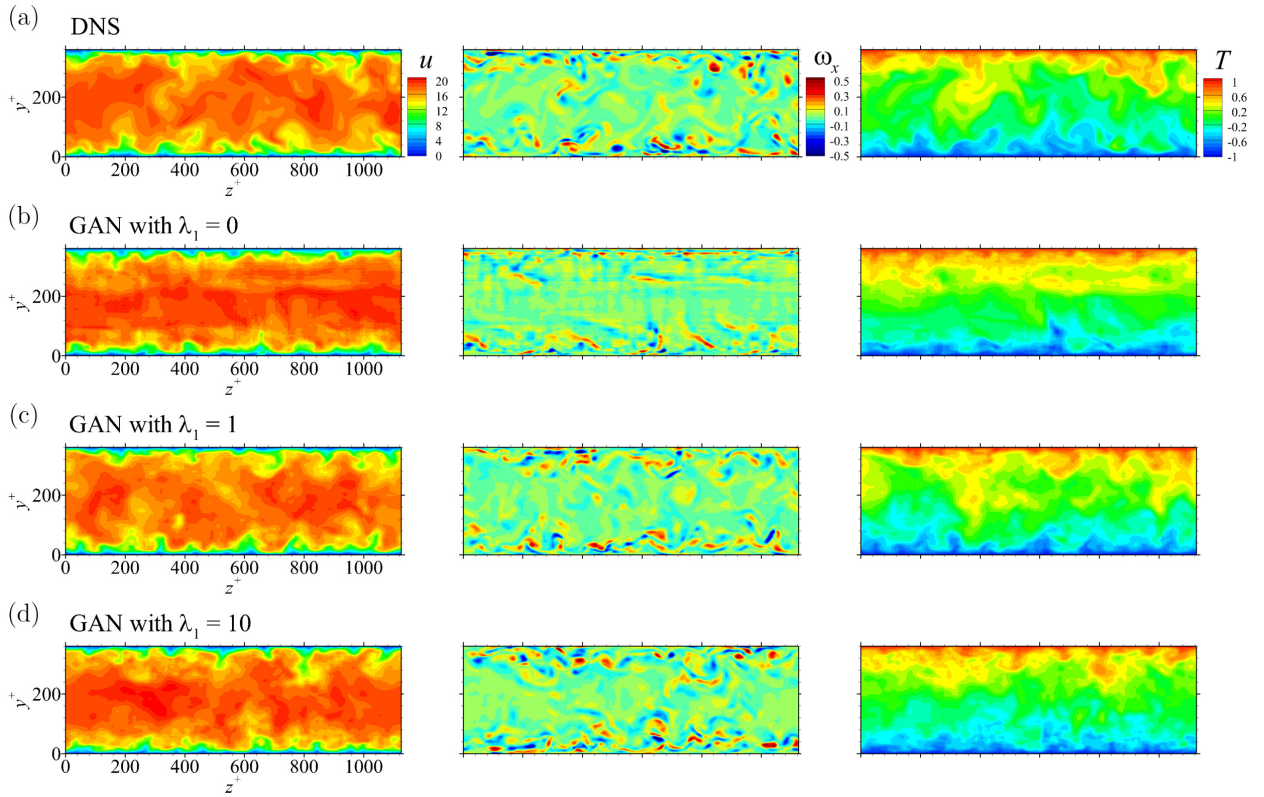 (a)
DNS
u
20
16
12
8
4
0
ω_x
0.5
0.3
0.1
-0.1
-0.3
-0.5
T
1
0.6
0.2
-0.2
-0.6
-1
y⁺
200
0
0 200 400 600 800 1000
z⁺
(b)
GAN with λ₁ = 0
y⁺
200
0
0 200 400 600 800 1000
z⁺
(c)
GAN with λ₁ = 1
y⁺
200
0
0 200 400 600 800 1000
z⁺
(d)
GAN with λ₁ = 10
y⁺
200
0
0 200 400 600 800 1000
z⁺